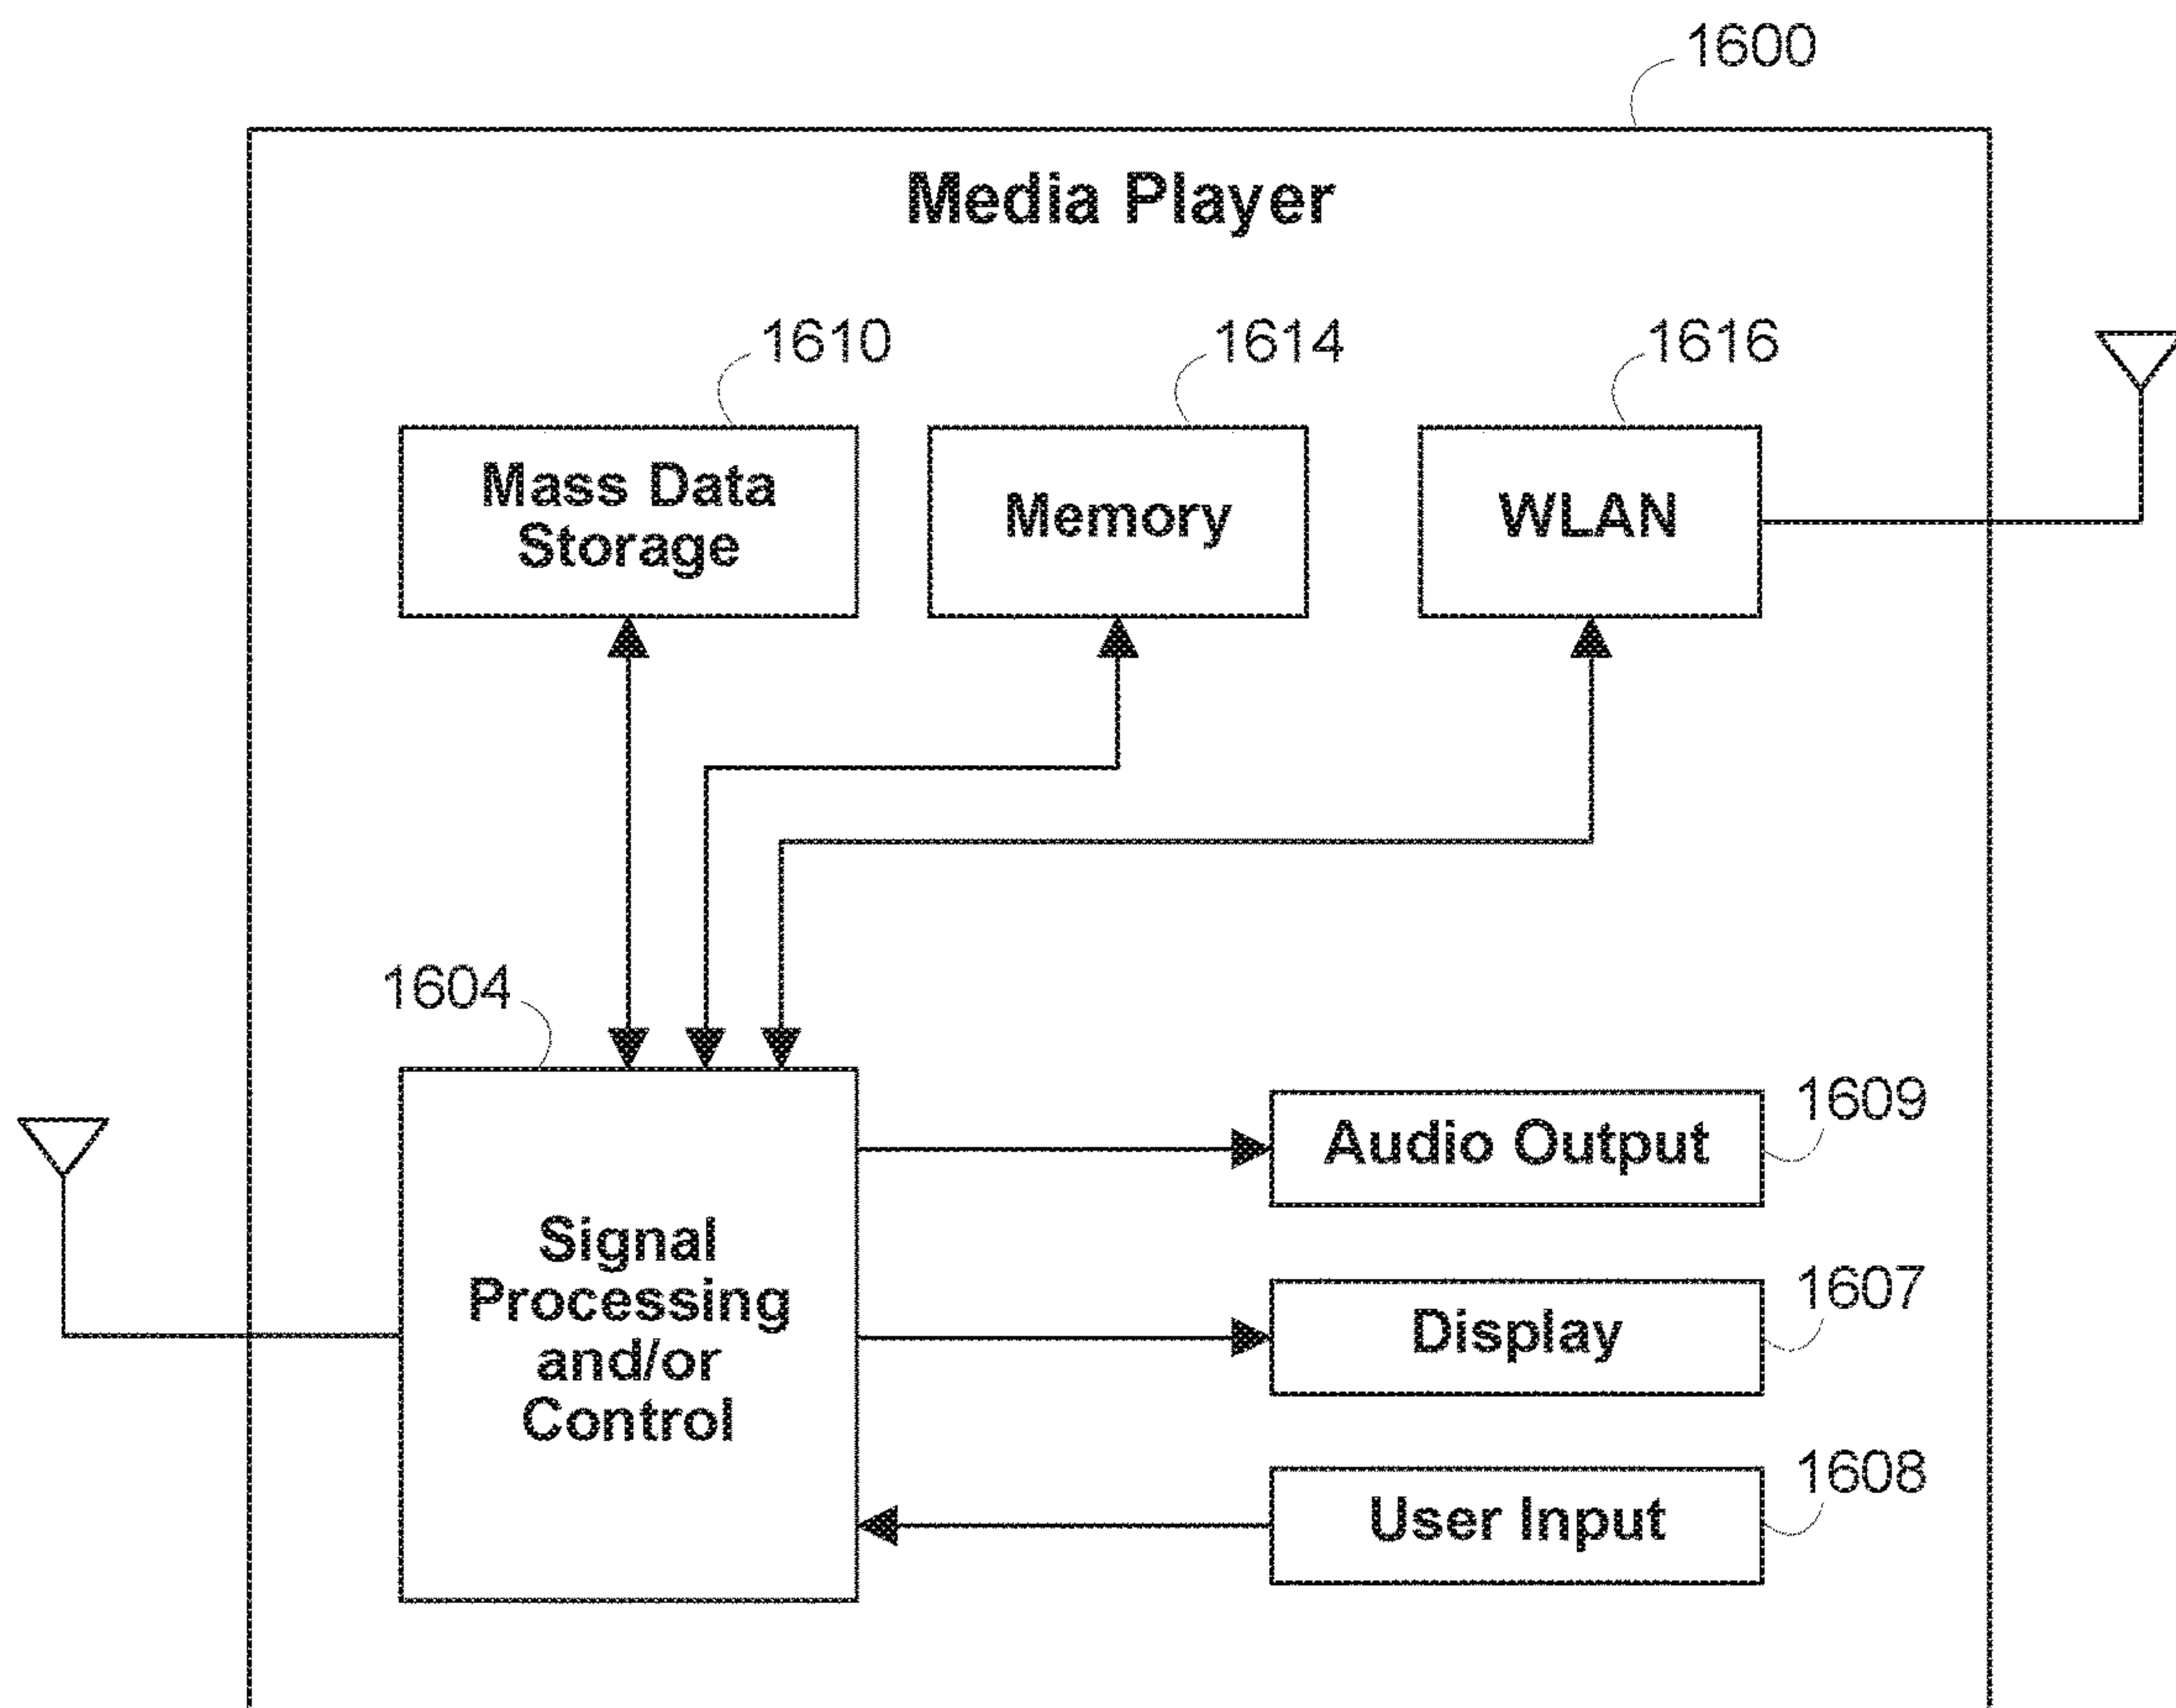 1600
Media Player
1610
1614
1616
Mass Data
Storage
Memory
WLAN
1604
Signal
Processing
and/or
Control
Audio Output
1609
Display
1607
User Input
1608